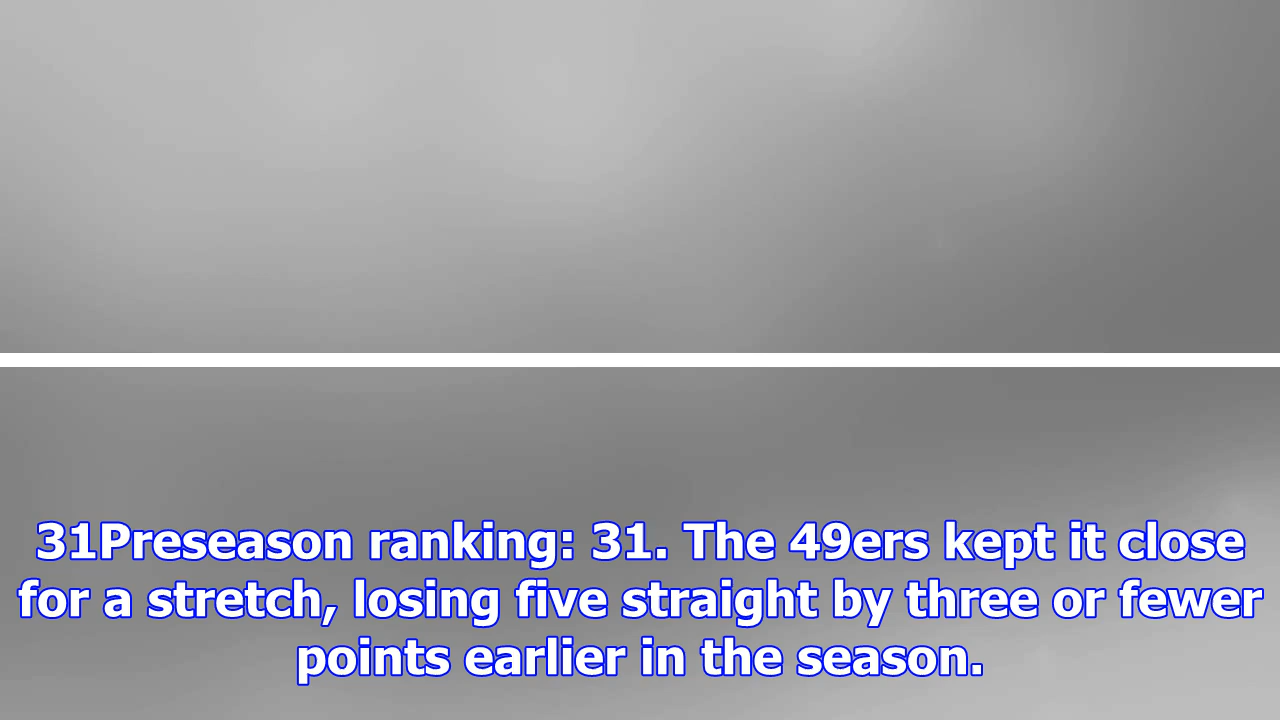 31Preseason ranking: 31. The 49ers kept it close
for a stretch, losing five straight by three or fewer
points earlier in the season.